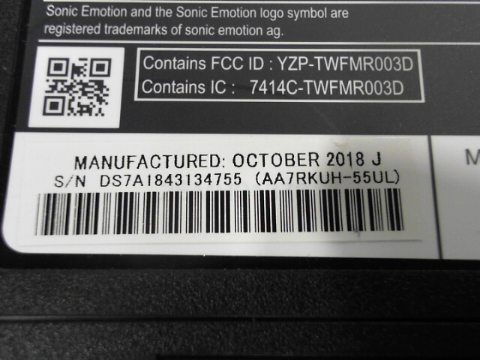 Sonic Emotion and the Sonic Emotion logo symbol are
registered trademarks of sonic emotion ag.
Contains FCC ID : YZP-TWFMR003D
Contains IC : 7414C-TWFMR003D
MANUFACTURED: OCTOBER 2018 J
S/N DS7A1843134755 (AA7RKUH-55UL)
M